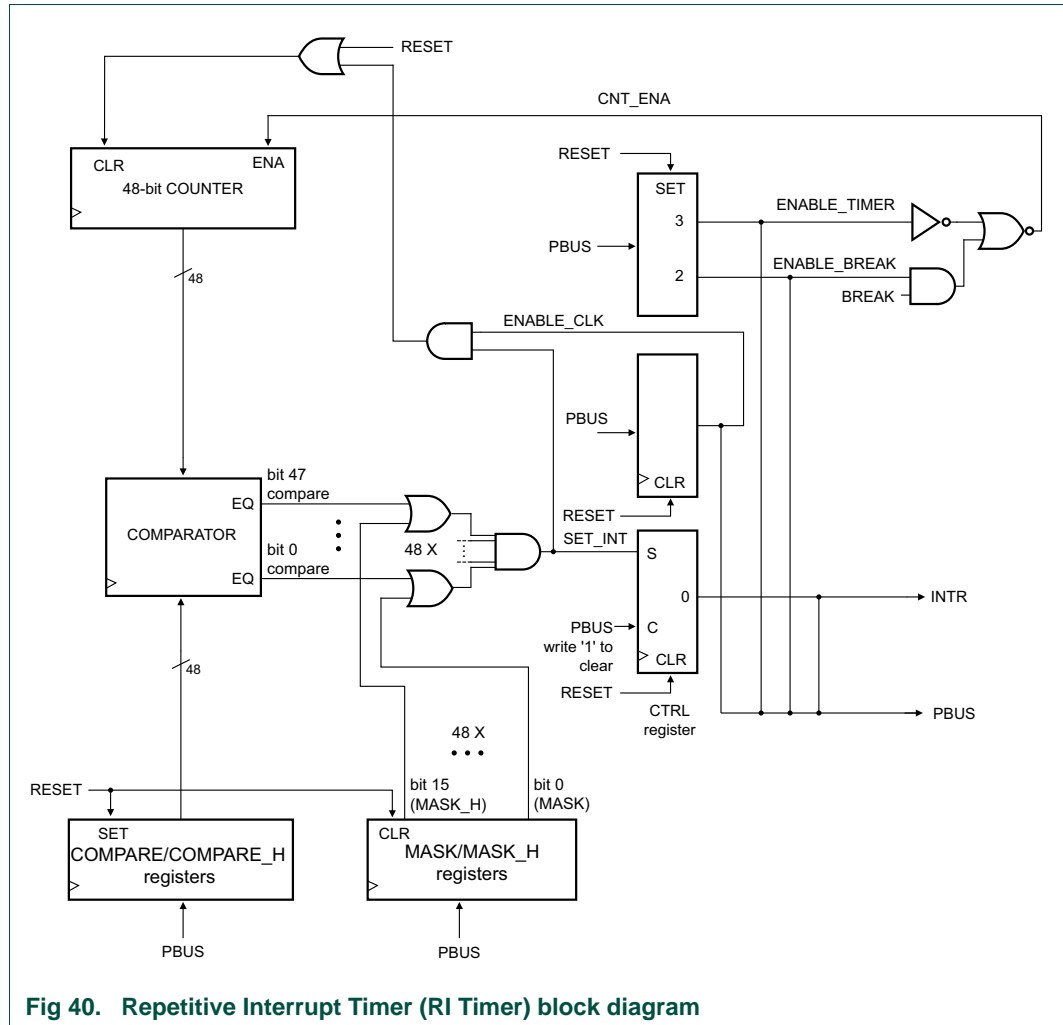 RESET
CNT_ENA
CLR
ENA
48-bit COUNTER
RESET
SET
3
ENABLE_TIMER
PBUS
2
ENABLE_BREAK
BREAK
48
ENABLE_CLK
PBUS
CLR
RESET
bit 47
compare
EQ
COMPARATOR
48 X
bit 0
compare
EQ
SET_INT
S
0
INTR
PBUS
write '1' to
clear
C
CLR
RESET
CTRL
register
PBUS
48
48 X
RESET
bit 15
(MASK_H)
bit 0
(MASK)
SET
COMPARE/COMPARE_H
registers
CLR
MASK/MASK_H
registers
PBUS
PBUS
Fig 40. Repetitive Interrupt Timer (RI Timer) block diagram